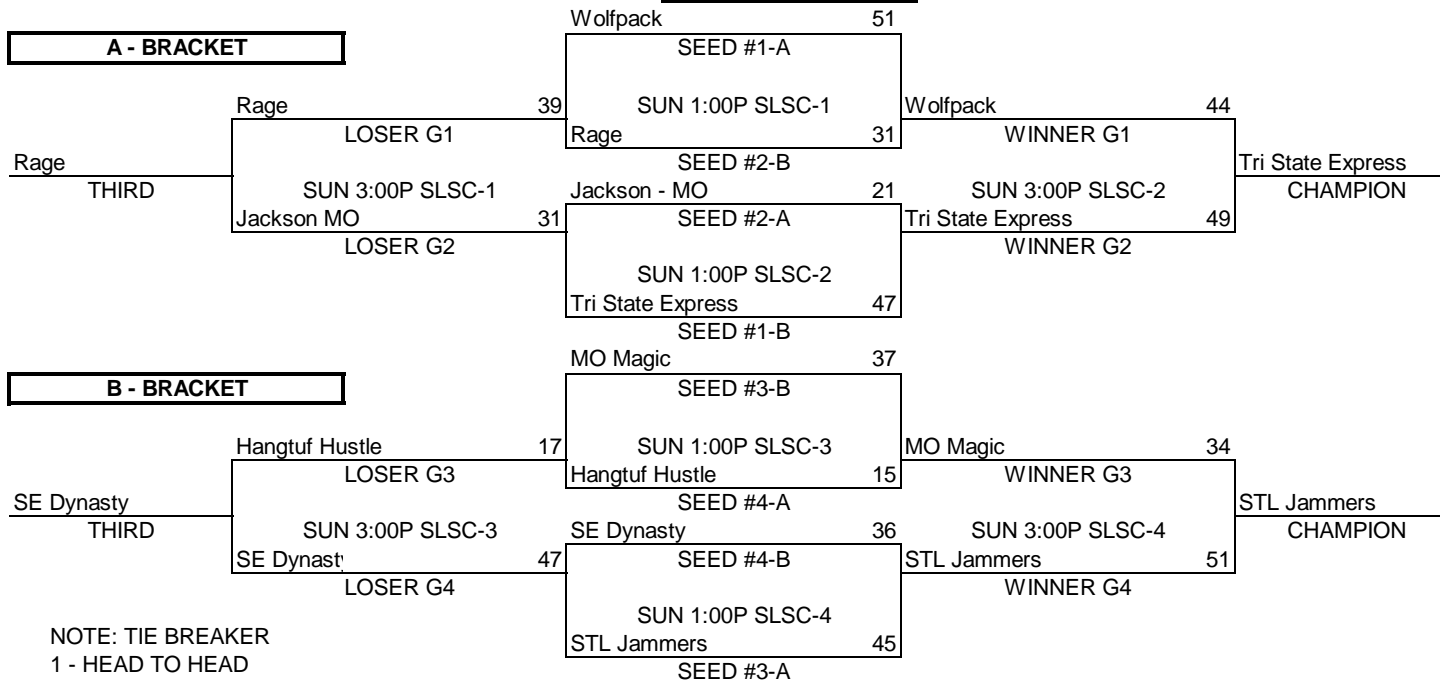 Wolfpack 51
A - BRACKET
SEED #1-A
Rage 39
SUN 1:00P SLSC-1
Wolfpack 44
LOSER G1
Rage 31
WINNER G1
Rage
SEED #2-B
Tri State Express
THIRD
SUN 3:00P SLSC-1
Jackson - MO 21
SUN 3:00P SLSC-2
CHAMPION
Jackson MO 31
SEED #2-A
Tri State Express 49
LOSER G2
WINNER G2
SUN 1:00P SLSC-2
Tri State Express 47
SEED #1-B
MO Magic 37
B - BRACKET
SEED #3-B
Hangtuf Hustle 17
SUN 1:00P SLSC-3
MO Magic 34
LOSER G3
Hangtuf Hustle 15
WINNER G3
SE Dynasty
SEED #4-A
STL Jammers
THIRD
SUN 3:00P SLSC-3
SE Dynasty 36
SUN 3:00P SLSC-4
CHAMPION
SE Dynasty 47
SEED #4-B
STL Jammers 51
LOSER G4
WINNER G4
SUN 1:00P SLSC-4
NOTE: TIE BREAKER
STL Jammers 45
1 - HEAD TO HEAD
SEED #3-A